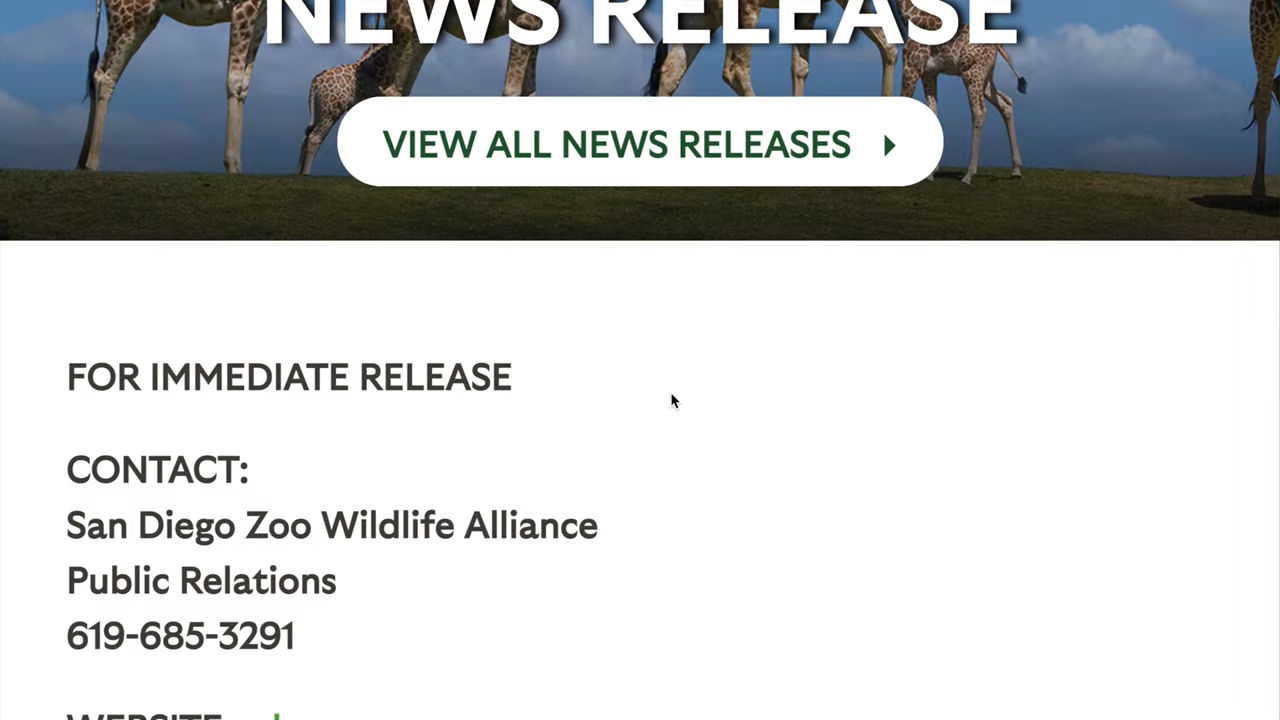 NEWS RELEASE
VIEW ALL NEWS RELEASES
FOR IMMEDIATE RELEASE
CONTACT:
San Diego Zoo Wildlife Alliance
Public Relations
619-685-3291
WEBSITE